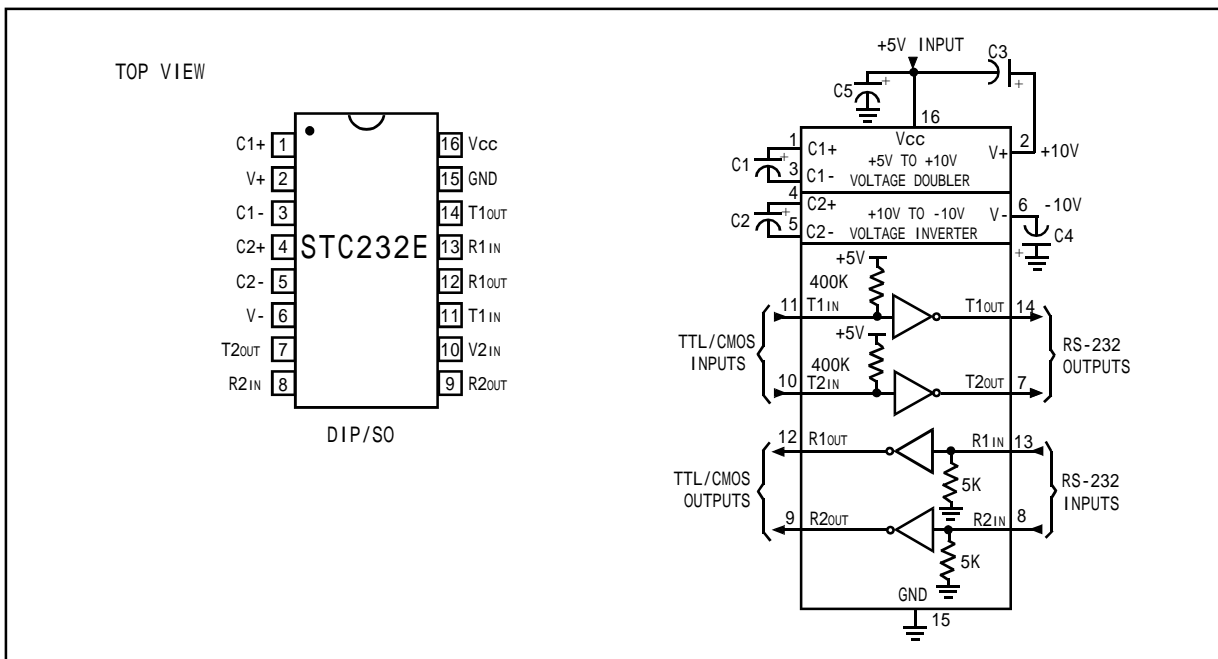 TOP VIEW
C1+ 1
V+ 2
C1- 3
C2+ 4
C2- 5
V- 6
T2OUT 7
R2IN 8
STC232E
16 Vcc
15 GND
14 T1OUT
13 R1IN
12 R1OUT
11 T1IN
10 V2IN
9 R2OUT
DIP/SO
+5V INPUT
C3
+
C5
+
16
Vcc
1 C1+
C1 +
3 C1-
+5V TO +10V
VOLTAGE DOUBLER
V+ 2 +10V
4 C2+
C2 +
5 C2-
+10V TO -10V
VOLTAGE INVERTER
V- 6 -10V
C4
+
+5V
400K
11 T1IN T1OUT 14
+5V
400K
TTL/CMOS
INPUTS
RS-232
OUTPUTS
10 T2IN T2OUT 7
12 R1OUT R1IN 13
5K
TTL/CMOS
OUTPUTS
RS-232
INPUTS
9 R2OUT R2IN 8
5K
GND
15